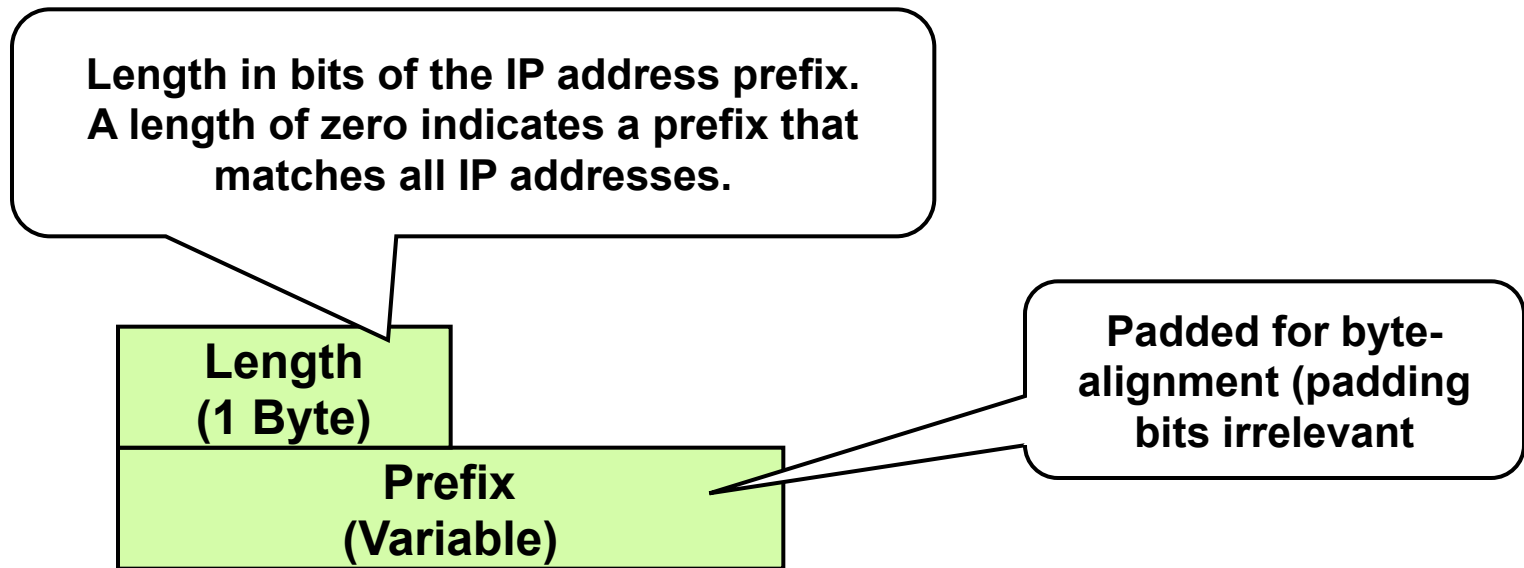 Length in bits of the IP address prefix.
A length of zero indicates a prefix that
matches all IP addresses.
Length
(1 Byte)
Padded for byte-
alignment (padding
bits irrelevant
Prefix
(Variable)